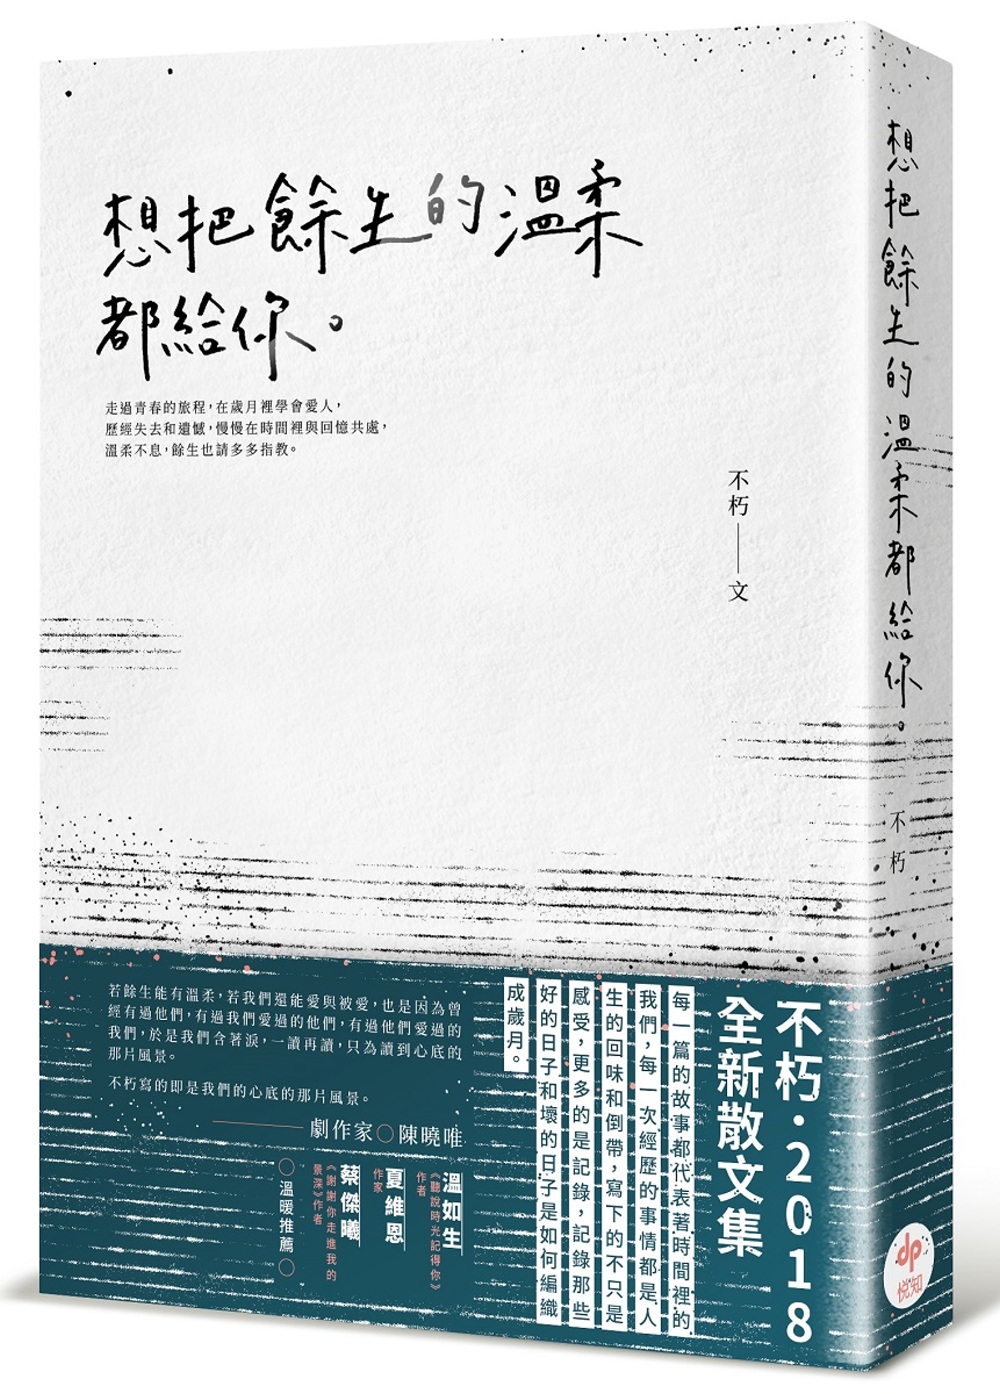 想把餘生的溫柔
都給你。
走過青春的旅程，在歲月裡學會愛人，
歷經失去和遺憾，慢慢在時間裡與回憶共處，
溫柔不息，餘生也請多多指教。
不朽——文
不朽·2018
全新散文集
每一篇的故事都代表著時間裡的
我們，每一次經歷的事情都是人
生的回味和倒帶，寫下的不只是
感受，更多的是記錄，記錄那些
好的日子和壞的日子是如何編織
成歲月。
若餘生能有溫柔，若我們還能愛與被愛，也是因為曾
經有過他們，有過我們愛過的他們，有過他們愛過的
我們，於是我們含著淚，一讀再讀，只為讀到心底的
那片風景。
不朽寫的即是我們的心底的那片風景。
——劇作家○陳曉唯
溫如生
《聽說時光記得你》
作者
夏維恩
作家
蔡傑曦
《謝謝你走進我的
景深》作者
○溫暖推薦○
想把餘生的溫柔都給你。
不朽
dp
悅知